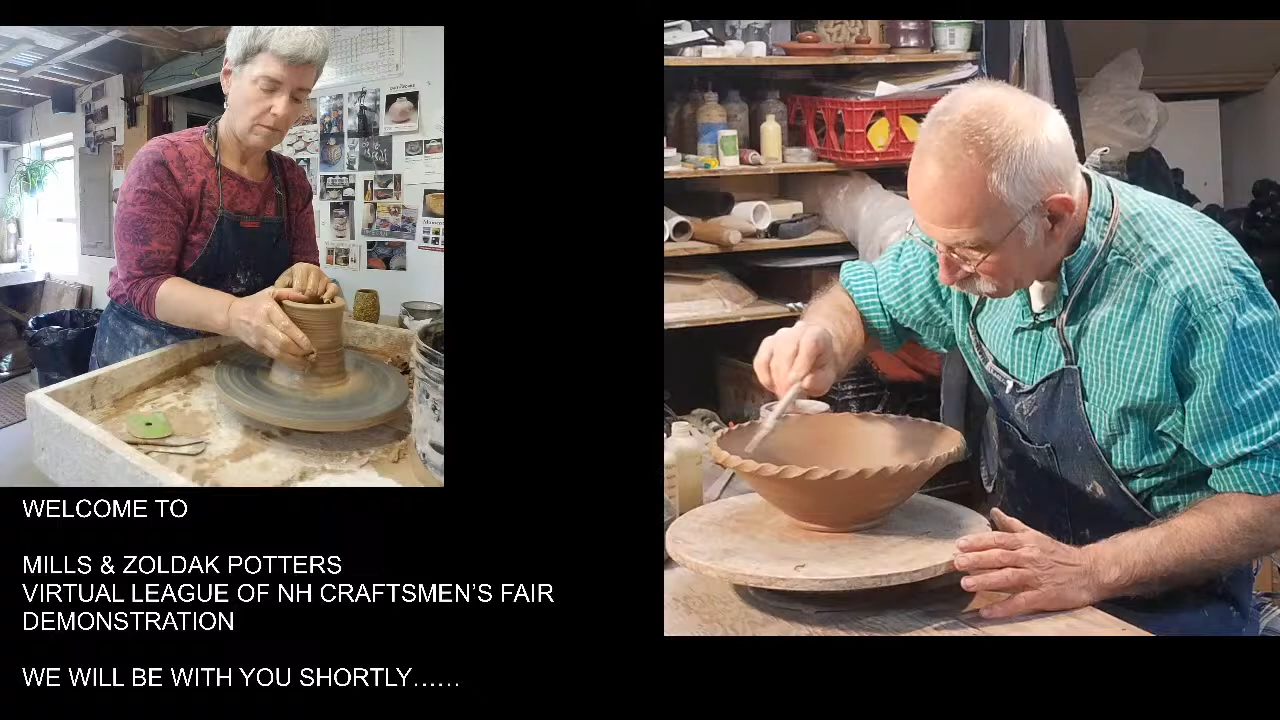 WELCOME TO
MILLS & ZOLDAK POTTERS
VIRTUAL LEAGUE OF NH CRAFTSMEN’S FAIR
DEMONSTRATION
WE WILL BE WITH YOU SHORTLY……